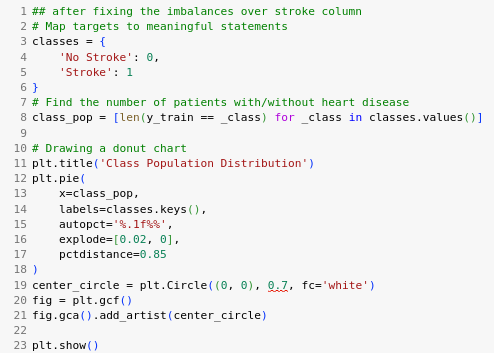 1 ## after fixing the imbalances over stroke column
2 # Map targets to meaningful statements
3 classes = {
4     'No Stroke': 0,
5     'Stroke': 1
6 }
7 # Find the number of patients with/without heart disease
8 class_pop = [len(y_train == _class) for _class in classes.values()]
9
10 # Drawing a donut chart
11 plt.title('Class Population Distribution')
12 plt.pie(
13     x=class_pop,
14     labels=classes.keys(),
15     autopct='%.1f%%',
16     explode=[0.02, 0],
17     pctdistance=0.85
18 )
19 center_circle = plt.Circle((0, 0), 0.7, fc='white')
20 fig = plt.gcf()
21 fig.gca().add_artist(center_circle)
22
23 plt.show()